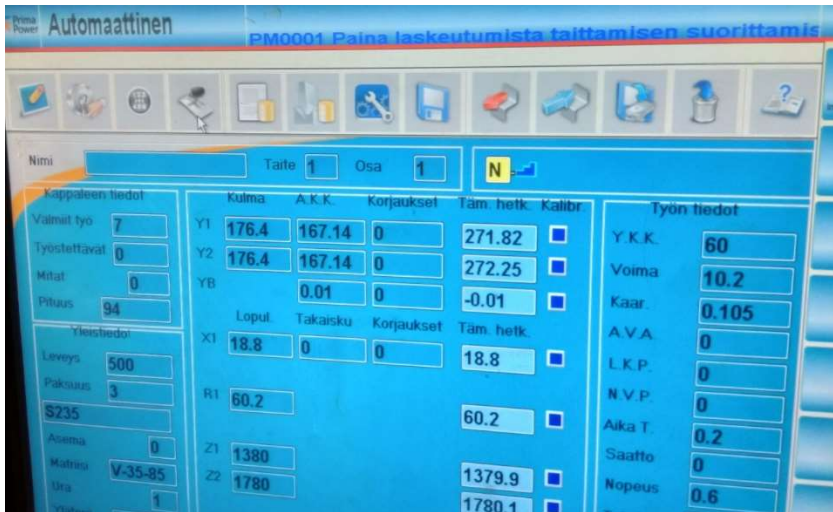 Prima Power Automaattinen
PM0001 Paina laskeutumista taittamisen suorittamis
Nimi Taite 1 Osa 1 N
Kappaleen tiedot
Valmiit työ 7
Työstettävät 0
Mitat 0
Pituus 94
Yleistiedot
Leveys 500
Paksuus 3
S235
Asema 0
Matriisi V-35-85
Ura 1
Kulma A.K.K. Korjaukset Täm. hetk. Kalibr.
Y1 176.4 167.14 0 271.82
Y2 176.4 167.14 0 272.25
YB 0.01 0 -0.01
Lopul. Takaisku Korjaukset Täm. hetk.
X1 18.8 0 0 18.8
R1 60.2 60.2
Z1 1380 1379.9
Z2 1780 1780.1
Työn tiedot
Y.K.K. 60
Voima 10.2
Kaar. 0.105
A.V.A. 0
L.K.P. 0
N.V.P. 0
Aika T. 0.2
Saatto 0
Nopeus 0.6